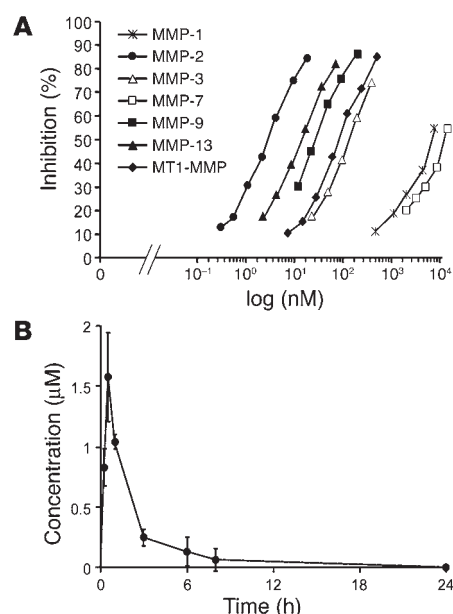 A
MMP-1
MMP-2
MMP-3
MMP-7
MMP-9
MMP-13
MT1-MMP
Inhibition (%)
100
90
80
70
60
50
40
30
20
10
0
0
10⁻¹
10⁰
10¹
10²
10³
10⁴
log (nM)
B
Concentration (μM)
2
1.5
1
0.5
0
0
6
12
18
24
Time (h)